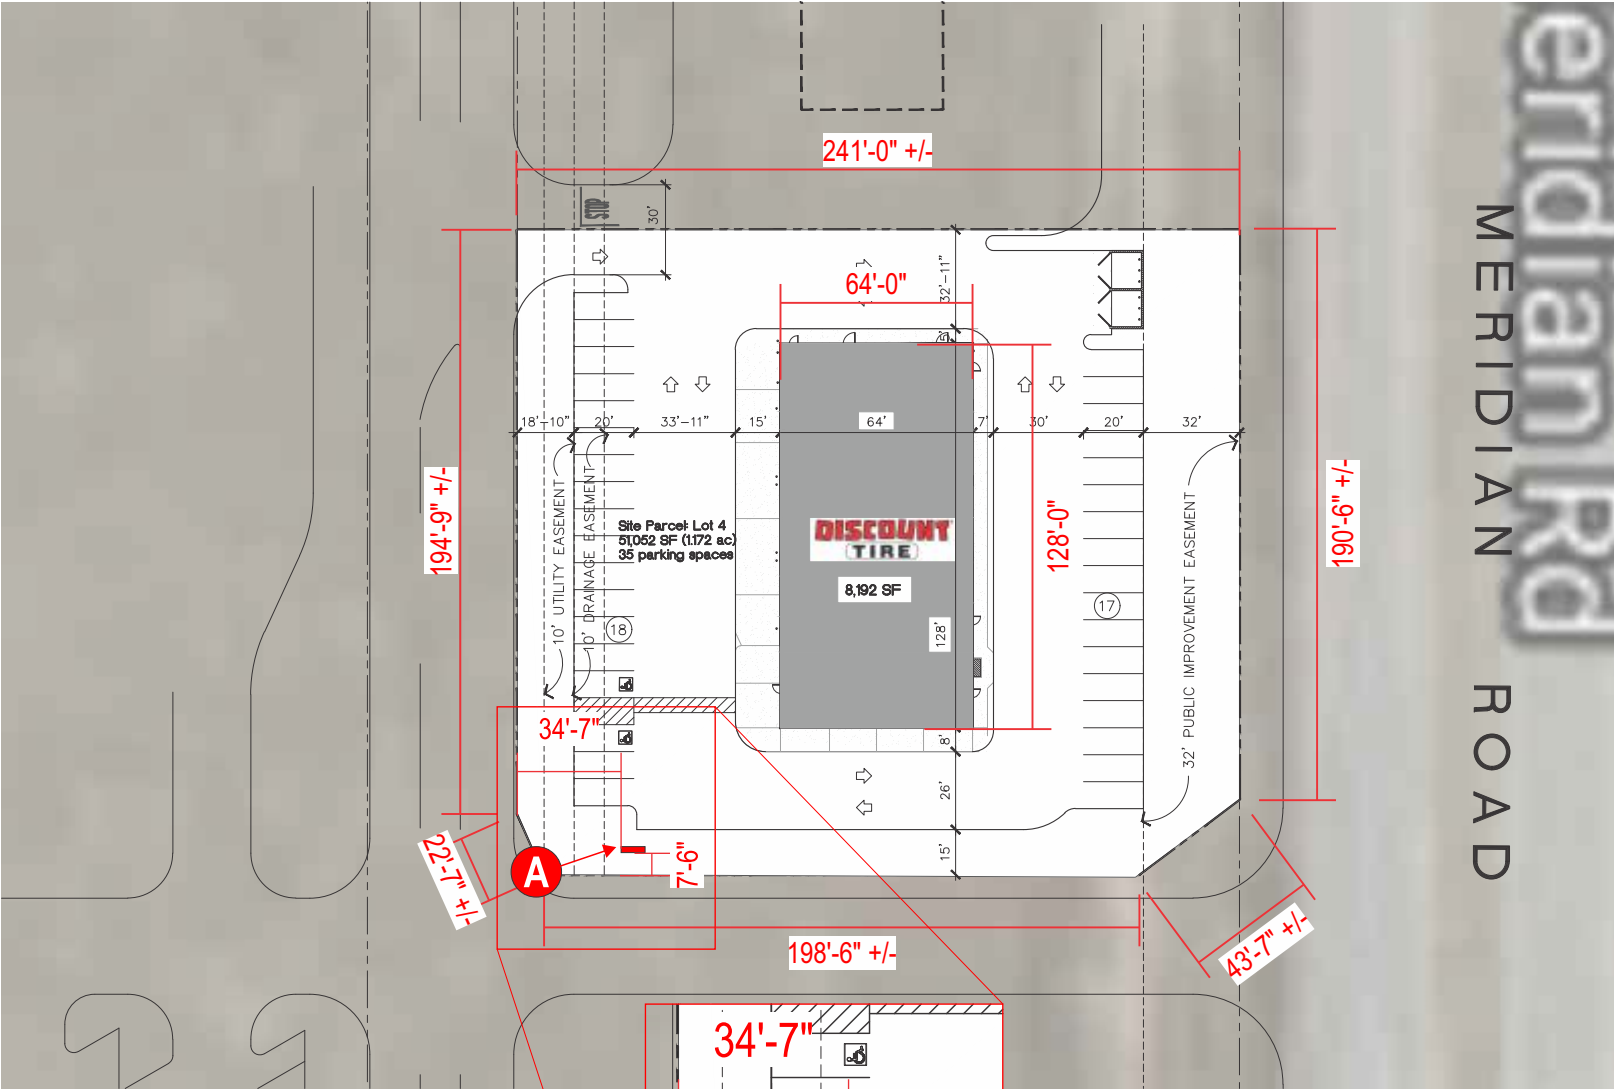 241'-0" +/-
STOP
30'
64'-0"
32'-11"
5'
18'-10"
20'
33'-11"
15'
64'
7'
30'
20'
32'
194'-9" +/-
190'-6" +/-
128'-0"
10' UTILITY EASEMENT
10' DRAINAGE EASEMENT
Site Parcel: Lot 4
51,052 SF (1.172 ac)
35 parking spaces
DISCOUNT
TIRE
8,192 SF
128'
18
17
32' PUBLIC IMPROVEMENT EASEMENT
MERIDIAN ROAD
eridian Rd
34'-7"
8'
26'
15'
7'-6"
A
22'-7" +/-
198'-6" +/-
43'-7" +/-
34'-7"